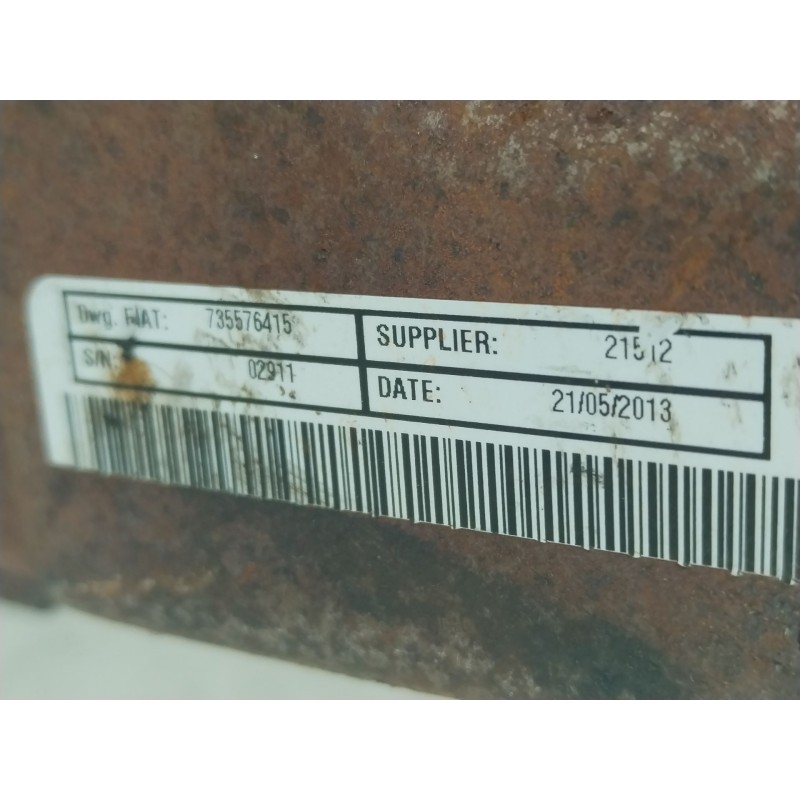 Dwg. FIAT: 735576415
S/N: 02911
SUPPLIER: 21512
DATE: 21/05/2013